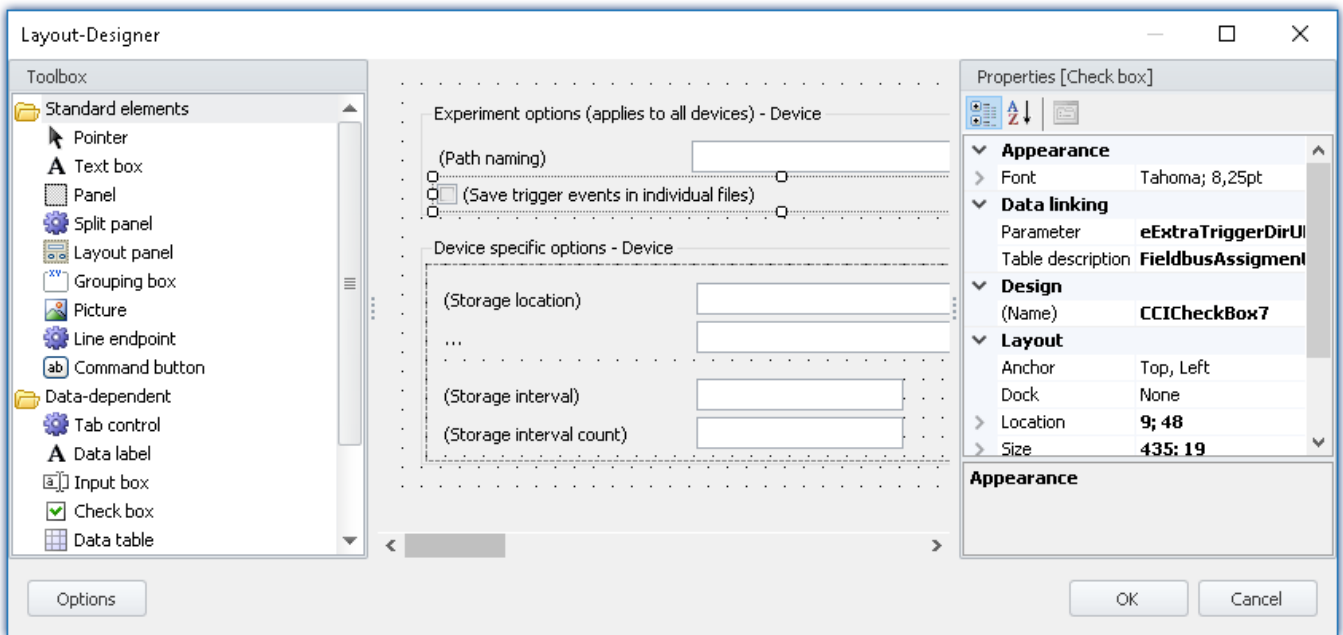 Layout-Designer
Toolbox
Standard elements
Pointer
A Text box
Panel
Split panel
Layout panel
XY Grouping box
Picture
Line endpoint
ab Command button
Data-dependent
Tab control
A Data label
a Input box
Check box
Data table
Options
Experiment options (applies to all devices) - Device
(Path naming)
(Save trigger events in individual files)
Device specific options - Device
(Storage location)
...
(Storage interval)
(Storage interval count)
Properties [Check box]
A Z
Appearance
Font Tahoma; 8,25pt
Data linking
Parameter eExtraTriggerDirU
Table description FieldbusAssigment
Design
(Name) CCICheckBox7
Layout
Anchor Top, Left
Dock None
Location 9; 48
Size 435; 19
Appearance
OK Cancel